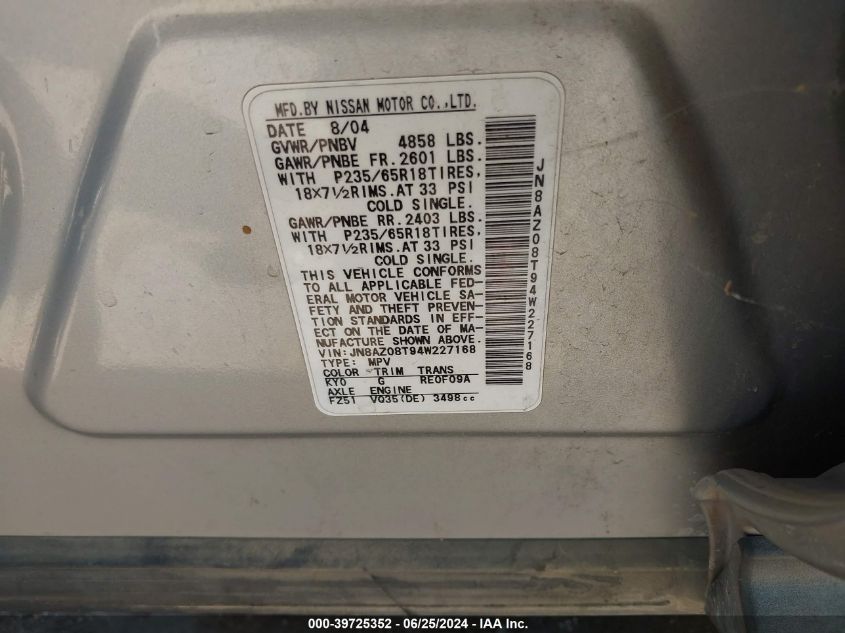 MFD.BY NISSAN MOTOR CO.,LTD.
DATE 8/04
GVWR/PNBV 4858 LBS.
GAWR/PNBE FR.2601 LBS.
WITH P235/65R18TIRES,
18X7½RIMS.AT 33 PSI
COLD SINGLE.
GAWR/PNBE RR.2403 LBS.
WITH P235/65R18TIRES,
18X7½RIMS.AT 33 PSI
COLD SINGLE.
THIS VEHICLE CONFORMS
TO ALL APPLICABLE FED-
ERAL MOTOR VEHICLE SA-
FETY AND THEFT PREVEN-
TION STANDARDS IN EFF-
ECT ON THE DATE OF MA-
NUFACTURE SHOWN ABOVE.
VIN:JN8AZ08T94W227168
TYPE: MPV
COLOR TRIM TRANS
KY0 G RE0F09A
AXLE ENGINE
FZ51 VQ35(DE) 3498cc
JN8AZ08T94W227168
000-39725352 / 06/25/2024 / IAA Inc.